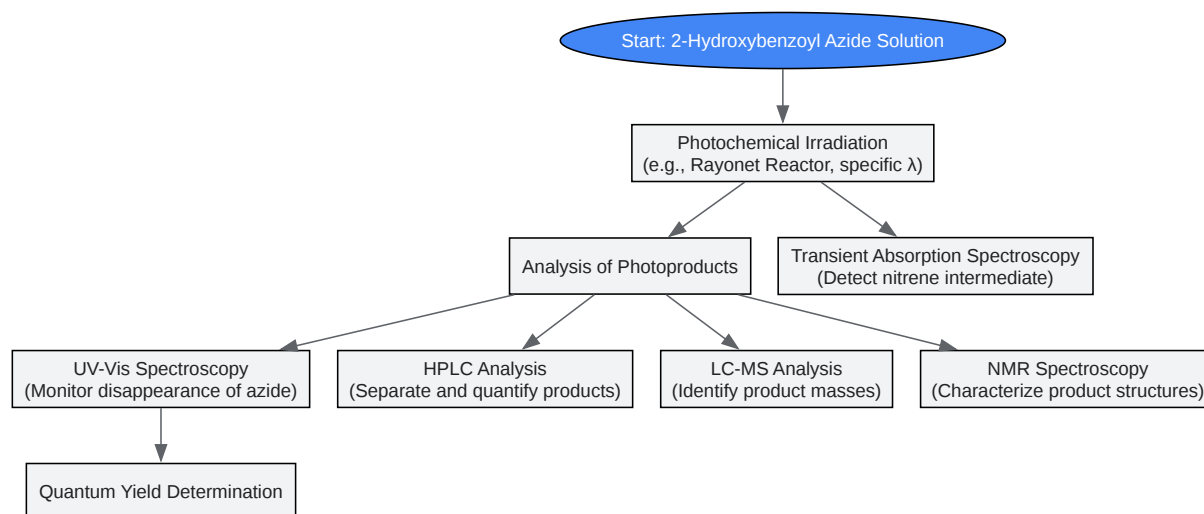 Start: 2-Hydroxybenzoyl Azide Solution
Photochemical Irradiation
(e.g., Rayonet Reactor, specific λ)
Analysis of Photoproducts
Transient Absorption Spectroscopy
(Detect nitrene intermediate)
UV-Vis Spectroscopy
(Monitor disappearance of azide)
HPLC Analysis
(Separate and quantify products)
LC-MS Analysis
(Identify product masses)
NMR Spectroscopy
(Characterize product structures)
Quantum Yield Determination